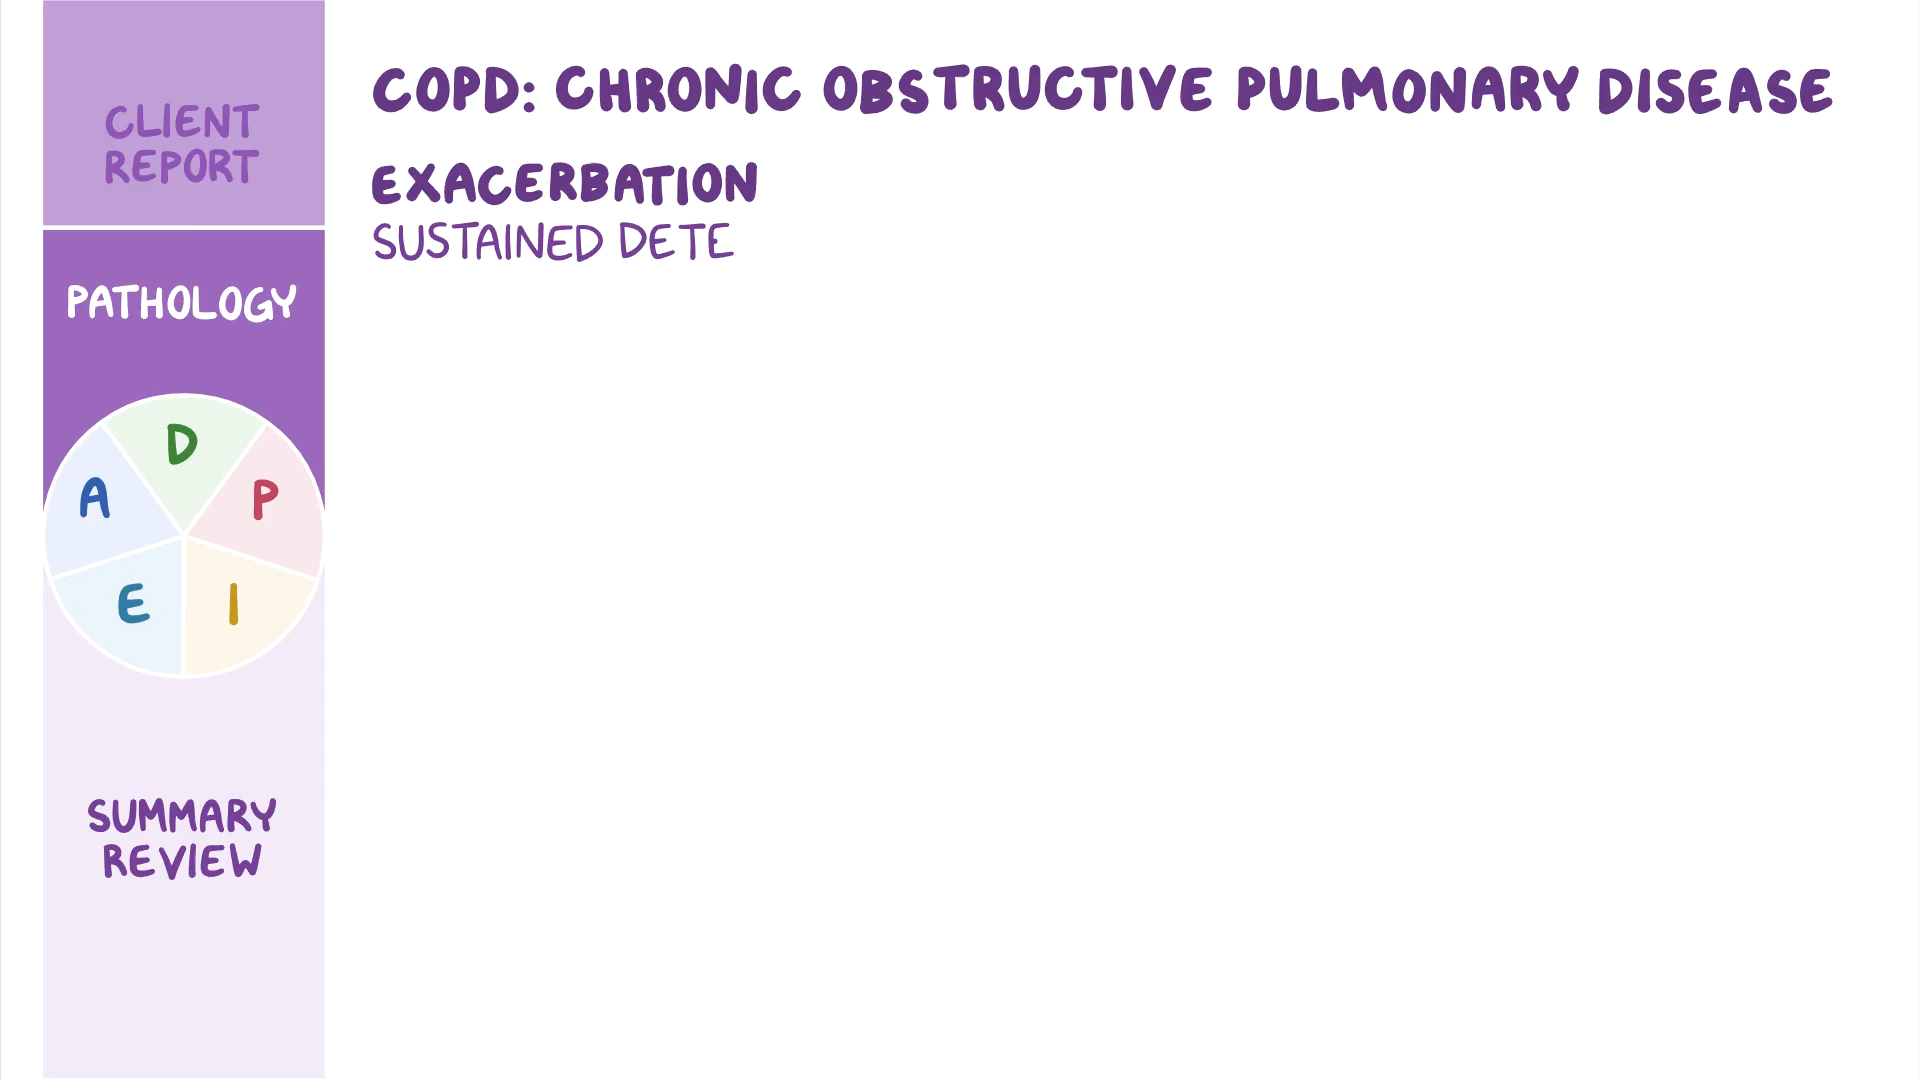 CLIENT
REPORT
PATHOLOGY
D
A
P
E
I
SUMMARY
REVIEW
COPD: CHRONIC OBSTRUCTIVE PULMONARY DISEASE
EXACERBATION
SUSTAINED DETE